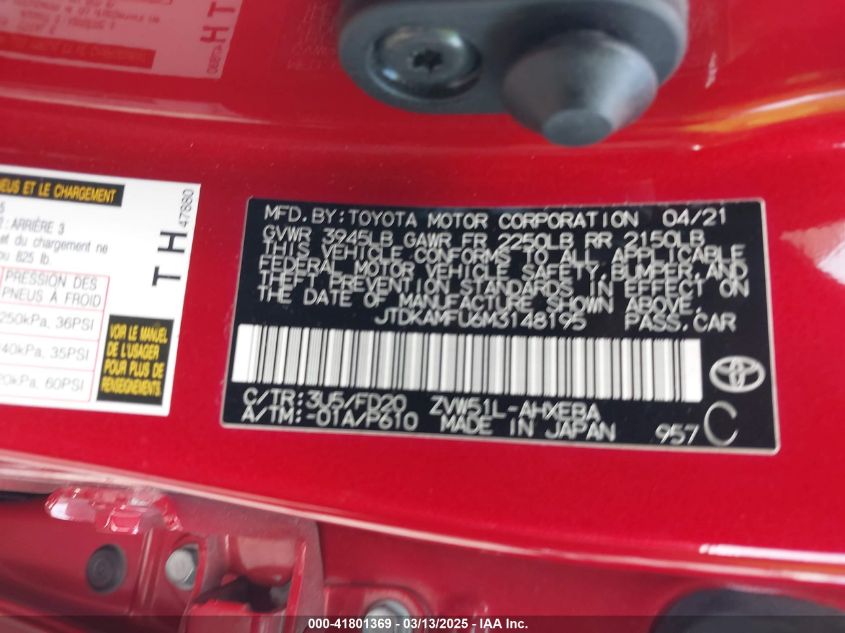 NEUS ET LE CHARGEMENT
5
: ARRIÈRE 3
et du chargement ne
ou 825 lb.
TH
47880
PRESSION DES
PNEUS À FROID
250kPa, 36PSI
240kPa, 35PSI
20kPa, 60PSI
VOIR LE MANUEL
DE L'USAGER
POUR PLUS DE
RENSEIGNEMENTS
MFD. BY: TOYOTA MOTOR CORPORATION 04/21
GVWR 3945LB GAWR FR 2250LB RR 2150LB
THIS VEHICLE CONFORMS TO ALL APPLICABLE
FEDERAL MOTOR VEHICLE SAFETY, BUMPER, AND
THEFT PREVENTION STANDARDS IN EFFECT ON
THE DATE OF MANUFACTURE SHOWN ABOVE.
JTDKAMFU6M3148195 PASS.CAR
C/TR: 3U5/FD20 ZVW51L-AHXEBA
A/TM: -01A/P610 MADE IN JAPAN 957 C
000-41801369 - 03/13/2025 - IAA Inc.